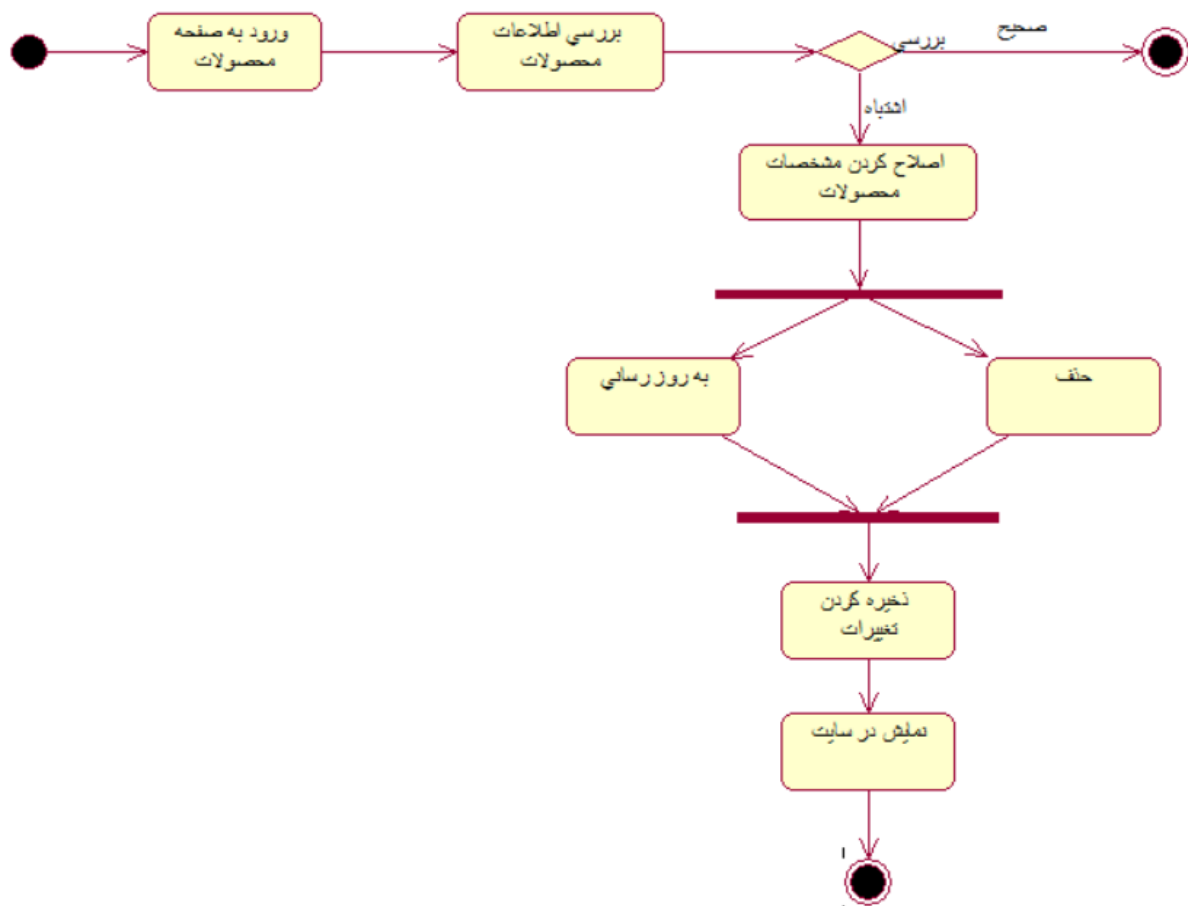 ورود به صفحه
محصولات
بررسي اطلاعات
محصولات
بررسي
صحيح
اشتباه
اصلاح كردن مشخصات
محصولات
به روز رساني
حذف
ذخيره كردن
تغييرات
نمايش در سايت